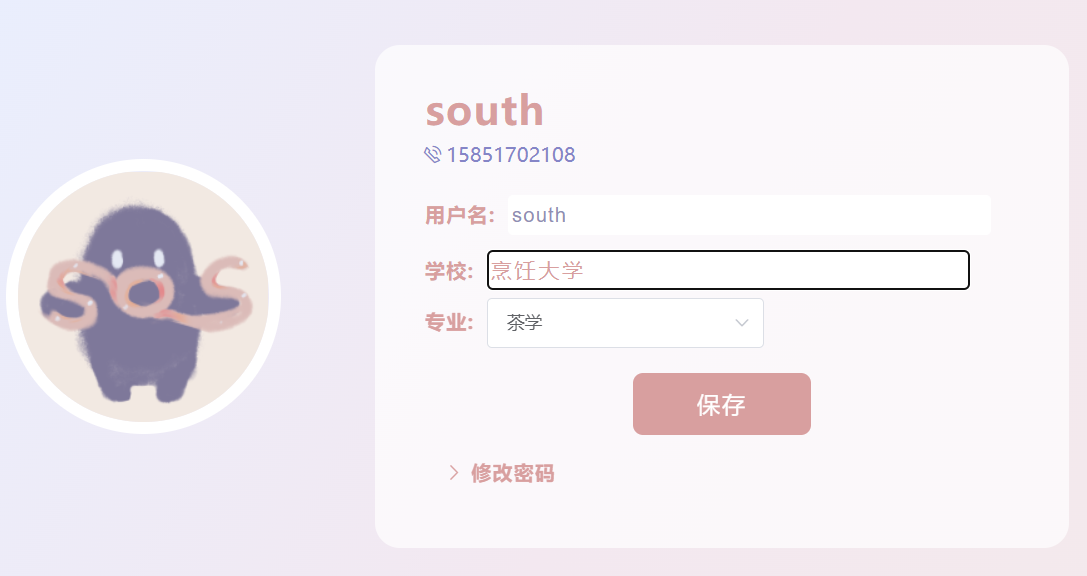 south
15851702108
用户名: south
学校: 烹饪大学
专业: 茶学
保存
修改密码